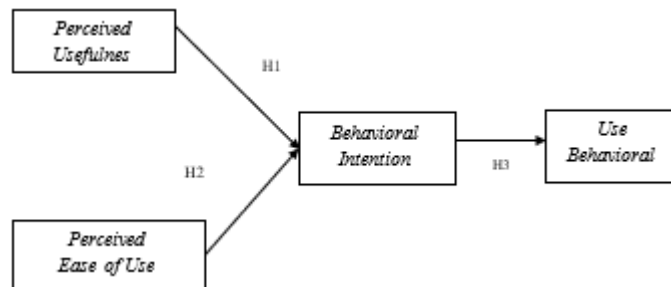 Perceived
Usefulnes
H1
Behavioral
Intention
Use
Behavioral
H2
H3
Perceived
Ease of Use